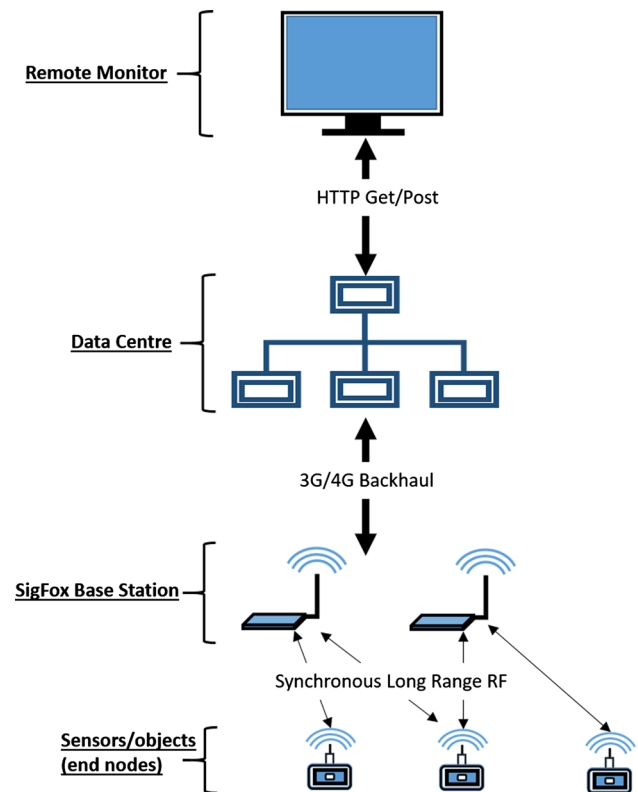 Remote Monitor
HTTP Get/Post
Data Centre
3G/4G Backhaul
SigFox Base Station
Synchronous Long Range RF
Sensors/objects
(end nodes)